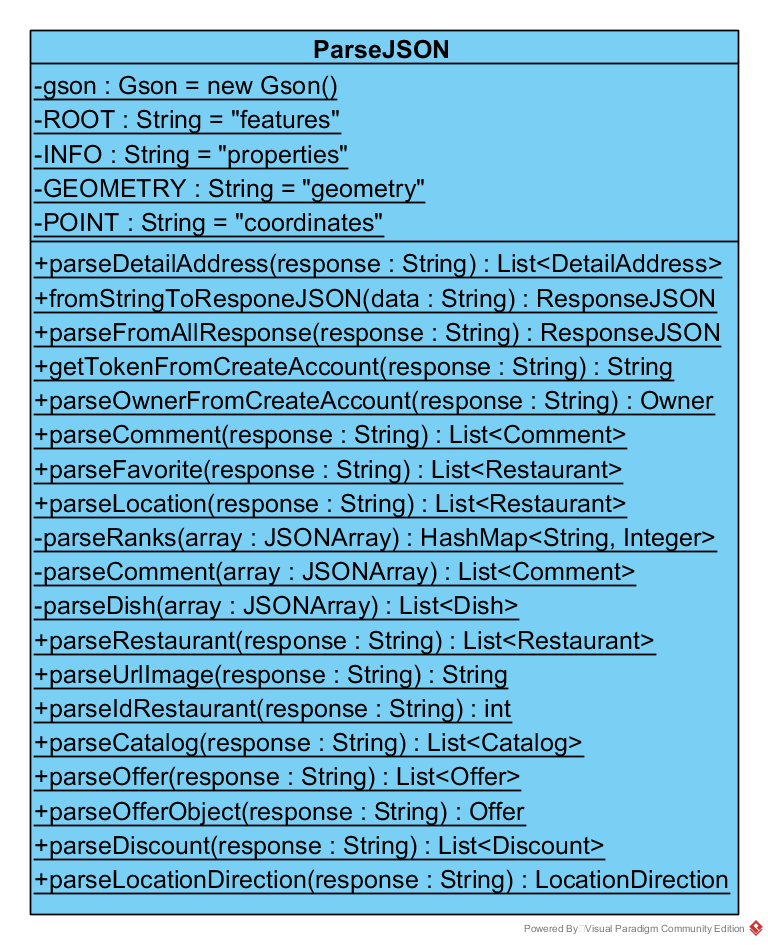 ParseJSON
-gson : Gson = new Gson()
-ROOT : String = "features"
-INFO : String = "properties"
-GEOMETRY : String = "geometry"
-POINT : String = "coordinates"
+parseDetailAddress(response : String) : List<DetailAddress>
+fromStringToResponeJSON(data : String) : ResponseJSON
+parseFromAllResponse(response : String) : ResponseJSON
+getTokenFromCreateAccount(response : String) : String
+parseOwnerFromCreateAccount(response : String) : Owner
+parseComment(response : String) : List<Comment>
+parseFavorite(response : String) : List<Restaurant>
+parseLocation(response : String) : List<Restaurant>
-parseRanks(array : JSONArray) : HashMap<String, Integer>
-parseComment(array : JSONArray) : List<Comment>
-parseDish(array : JSONArray) : List<Dish>
+parseRestaurant(response : String) : List<Restaurant>
+parseUrlImage(response : String) : String
+parseIdRestaurant(response : String) : int
+parseCatalog(response : String) : List<Catalog>
+parseOffer(response : String) : List<Offer>
+parseOfferObject(response : String) : Offer
+parseDiscount(response : String) : List<Discount>
+parseLocationDirection(response : String) : LocationDirection
Powered By Visual Paradigm Community Edition